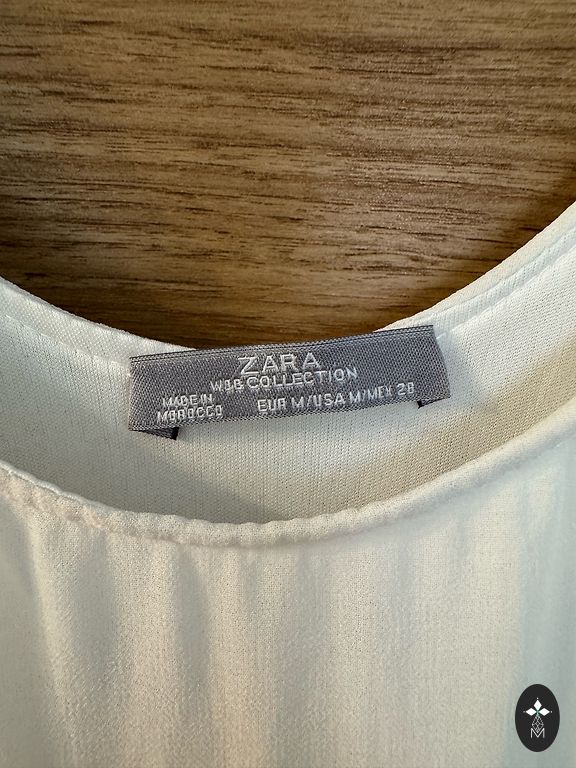 ZARA
W&B COLLECTION
MADE IN
MOROCCO
EUR M/USA M/MEX 28
M